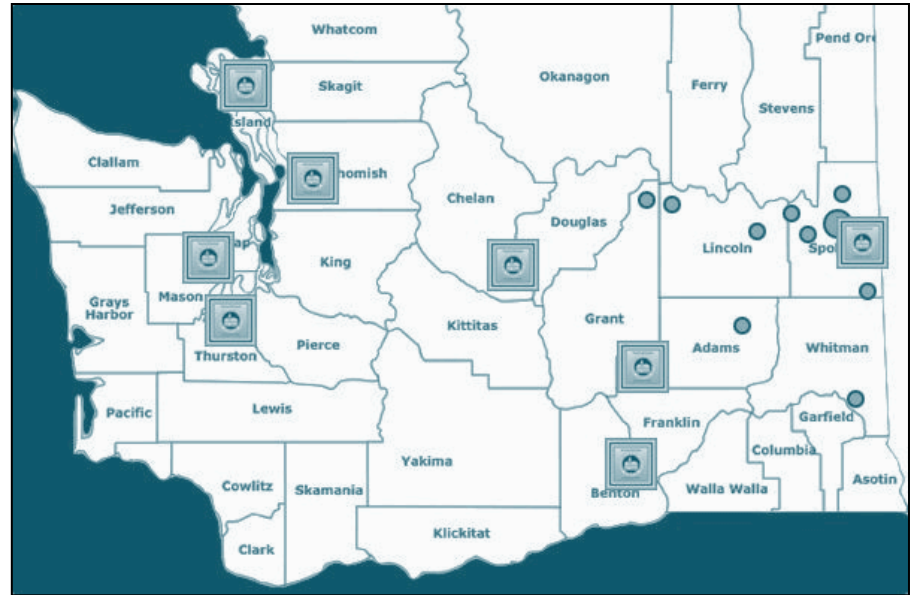 Whatcom
Pend Ore
Skagit
Okanagon
Ferry
Stevens
Island
homish
Clallam
Chelan
Jefferson
Douglas
ap
King
Lincoln
Spo
Mason
Grays
Harbor
Kittitas
Grant
Pierce
Thurston
Adams
Whitman
Pacific
Lewis
Franklin
Garfield
Columbia
Yakima
Asotin
Cowlitz
Skamania
Benton
Walla Walla
Klickitat
Clark